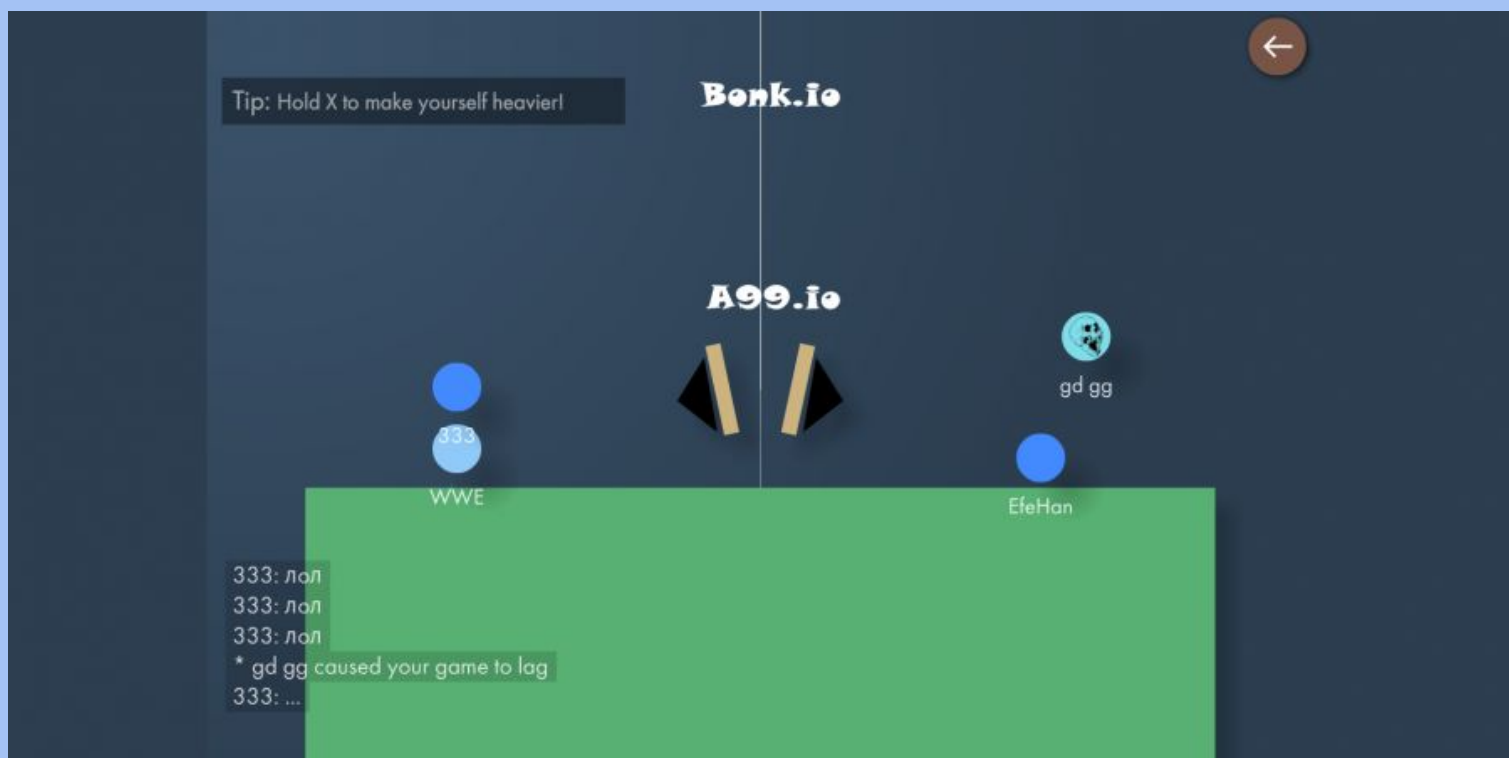 Tip: Hold X to make yourself heavier!
Bonk.io
A99.io
gd gg
333
WWE
EfeHan
333: лол
333: лол
333: лол
* gd gg caused your game to lag
333: ...